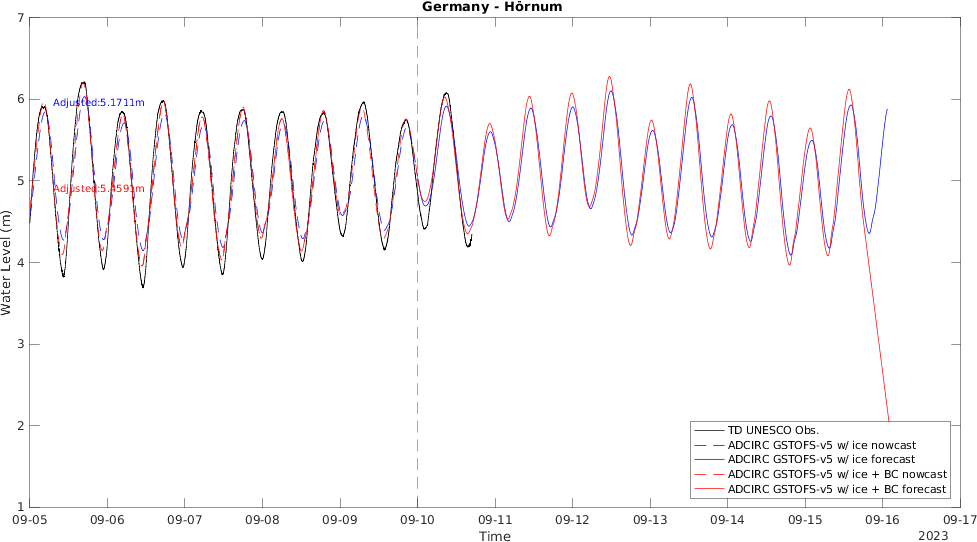 Germany - Hörnum
Water Level (m)
7
6
5
4
3
2
1
Adjusted:5.1711m
Adjusted:5.4591m
TD UNESCO Obs.
ADCIRC GSTOFS-v5 w/ ice nowcast
ADCIRC GSTOFS-v5 w/ ice forecast
ADCIRC GSTOFS-v5 w/ ice + BC nowcast
ADCIRC GSTOFS-v5 w/ ice + BC forecast
09-05 09-06 09-07 09-08 09-09 09-10 09-11 09-12 09-13 09-14 09-15 09-16 09-17
Time
2023